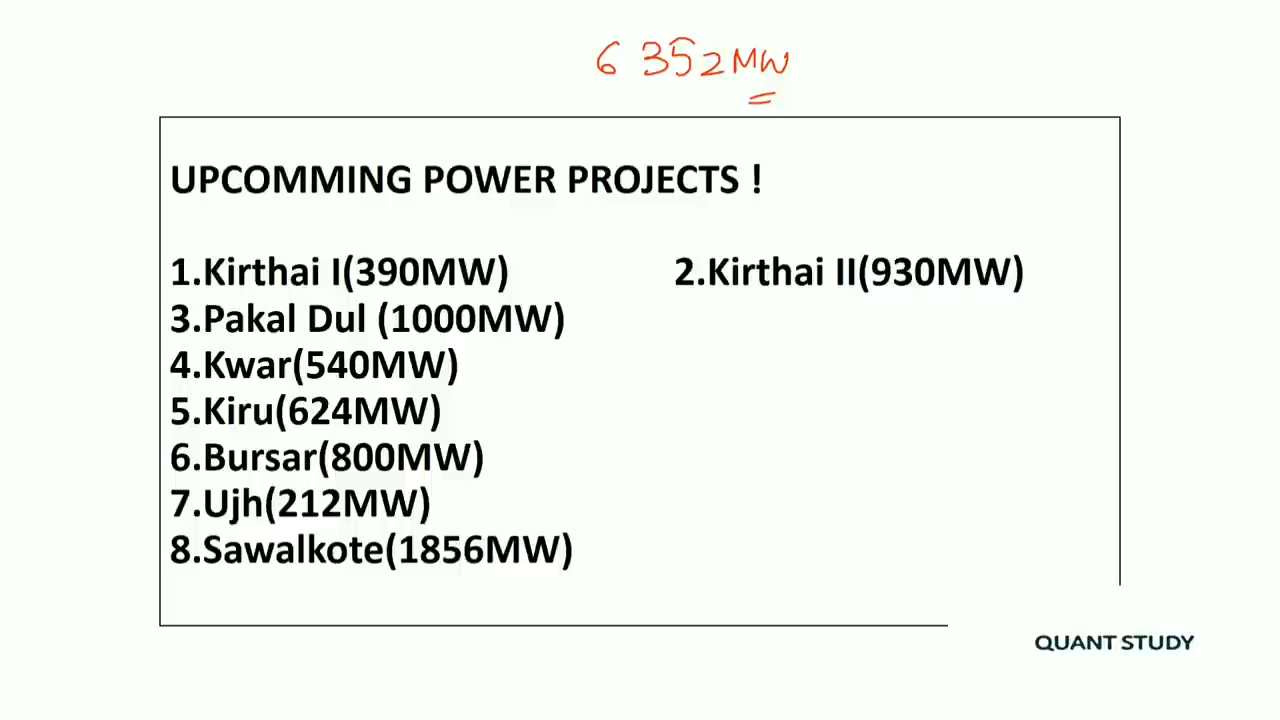 6 352MW
UPCOMMING POWER PROJECTS !
1.Kirthai I(390MW) 2.Kirthai II(930MW)
3.Pakal Dul (1000MW)
4.Kwar(540MW)
5.Kiru(624MW)
6.Bursar(800MW)
7.Ujh(212MW)
8.Sawalkote(1856MW)
QUANT STUDY